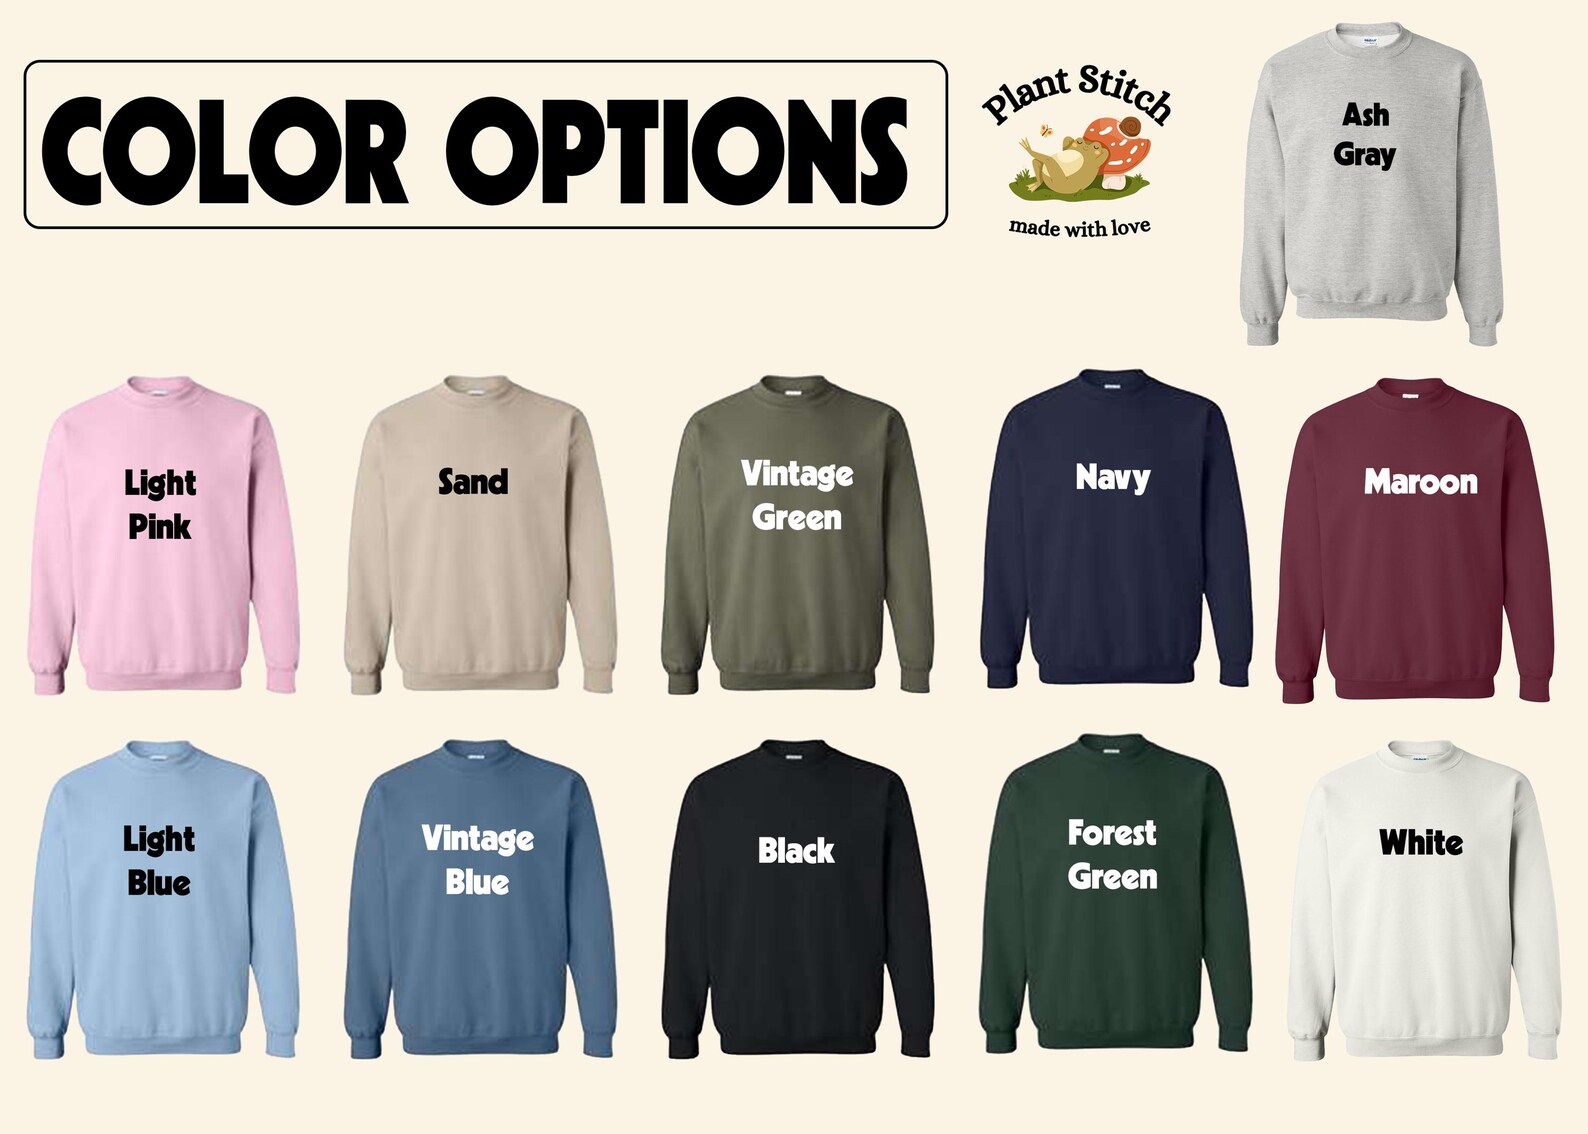 COLOR OPTIONS
Plant Stitch
made with love
Ash
Gray
Light
Pink
Sand
Vintage
Green
Navy
Maroon
Light
Blue
Vintage
Blue
Black
Forest
Green
White